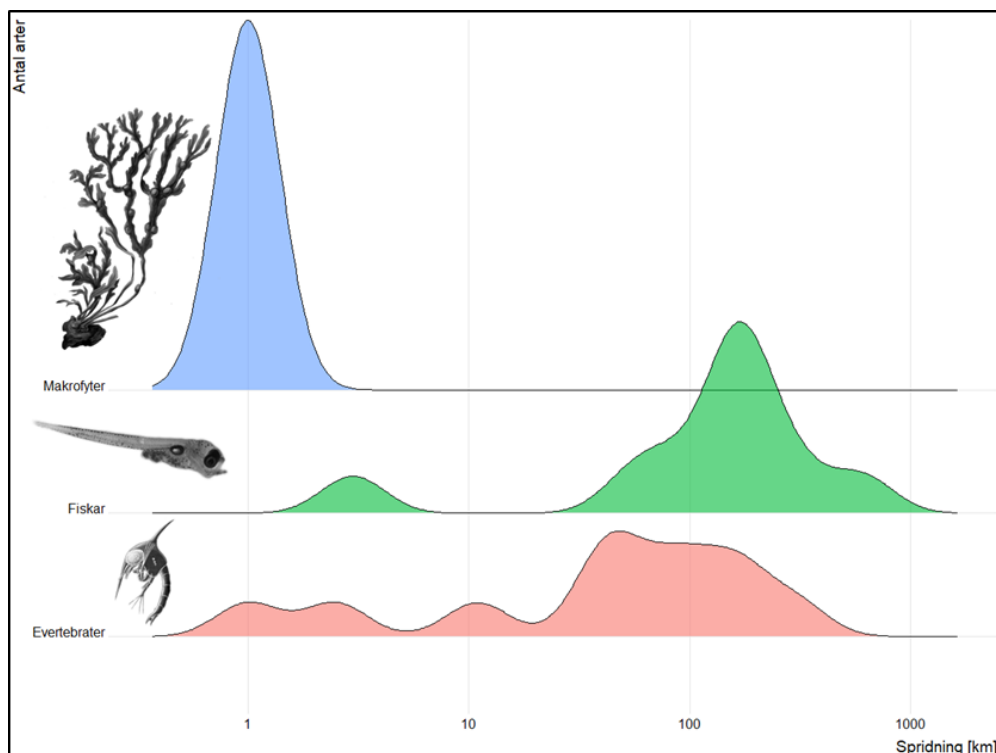 Antal arter
Makrofyter
Fiskar
Evertebrater
1
10
100
1000
Spridning [km]